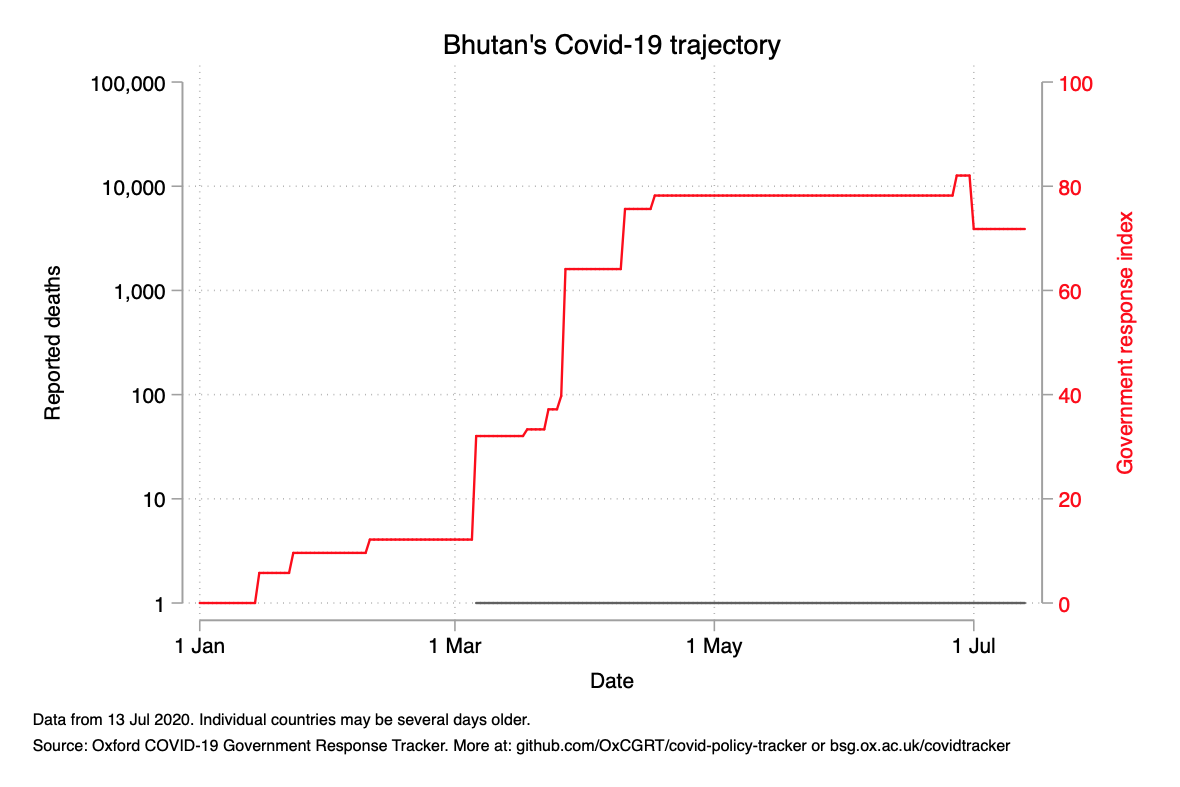 Bhutan's Covid-19 trajectory
100,000
10,000
1,000
100
10
1
Reported deaths
100
80
60
40
20
0
Government response index
1 Jan
1 Mar
1 May
1 Jul
Date
Data from 13 Jul 2020. Individual countries may be several days older.
Source: Oxford COVID-19 Government Response Tracker. More at: github.com/OxCGRT/covid-policy-tracker or bsg.ox.ac.uk/covidtracker